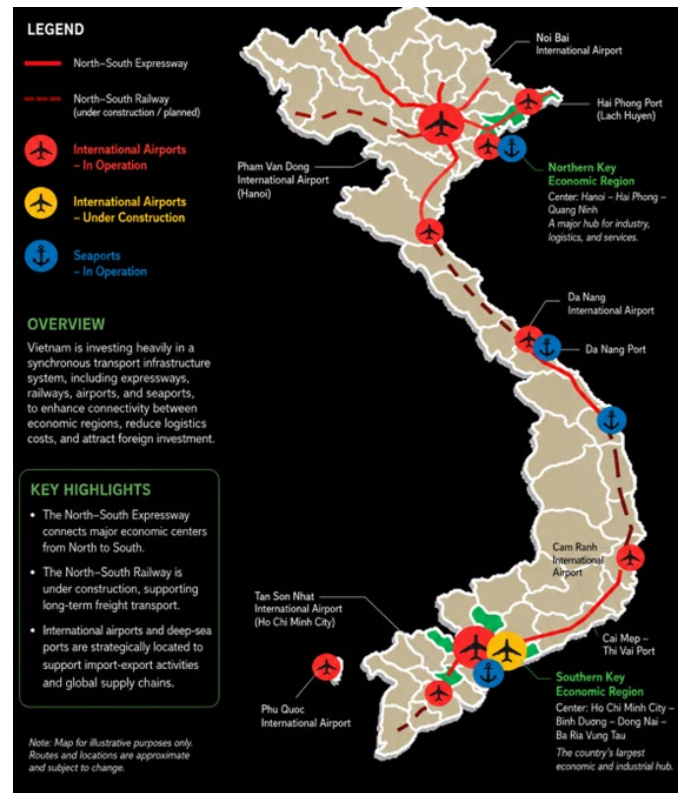 LEGEND
North–South Expressway
North–South Railway
(under construction / planned)
International Airports
– In Operation
International Airports
– Under Construction
Seaports
– In Operation
OVERVIEW
Vietnam is investing heavily in a
synchronous transport infrastructure
system, including expressways,
railways, airports, and seaports,
to enhance connectivity between
economic regions, reduce logistics
costs, and attract foreign investment.
KEY HIGHLIGHTS
• The North–South Expressway
connects major economic centers
from North to South.
• The North–South Railway is
under construction, supporting
long-term freight transport.
• International airports and deep-sea
ports are strategically located to
support import-export activities
and global supply chains.
Note: Map for illustrative purposes only.
Routes and locations are approximate
and subject to change.
Noi Bai
International Airport
Hai Phong Port
(Lach Huyen)
Pham Van Dong
International Airport
(Hanoi)
Northern Key
Economic Region
Center: Hanoi – Hai Phong –
Quang Ninh
A major hub for industry,
logistics, and services.
Da Nang
International Airport
Da Nang Port
Cam Ranh
International
Airport
Tan Son Nhat
International Airport
(Ho Chi Minh City)
Cai Mep –
Thi Vai Port
Phu Quoc
International Airport
Southern Key
Economic Region
Center: Ho Chi Minh City –
Binh Duong – Dong Nai –
Ba Ria Vung Tau
The country's largest
economic and industrial hub.